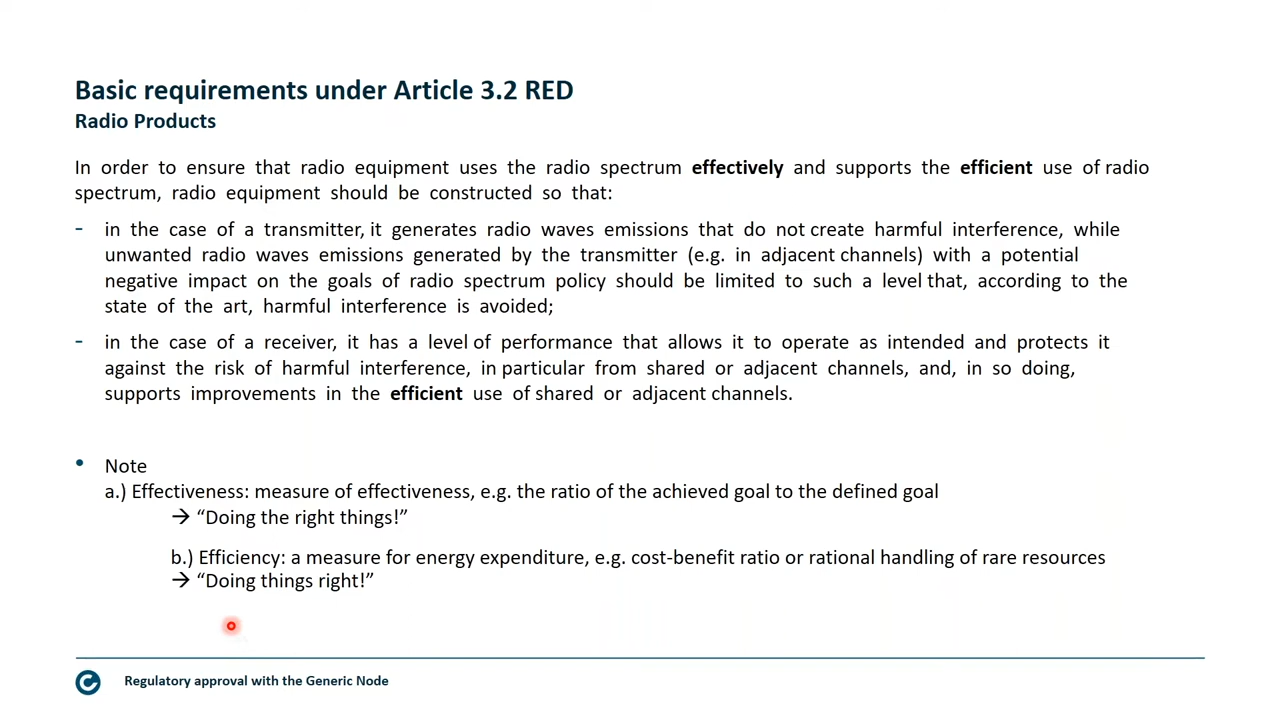 Basic requirements under Article 3.2 RED
Radio Products
In order to ensure that radio equipment uses the radio spectrum effectively and supports the efficient use of radio
spectrum, radio equipment should be constructed so that:
- in the case of a transmitter, it generates radio waves emissions that do not create harmful interference, while
unwanted radio waves emissions generated by the transmitter (e.g. in adjacent channels) with a potential
negative impact on the goals of radio spectrum policy should be limited to such a level that, according to the
state of the art, harmful interference is avoided;
- in the case of a receiver, it has a level of performance that allows it to operate as intended and protects it
against the risk of harmful interference, in particular from shared or adjacent channels, and, in so doing,
supports improvements in the efficient use of shared or adjacent channels.
• Note
a.) Effectiveness: measure of effectiveness, e.g. the ratio of the achieved goal to the defined goal
→ “Doing the right things!”
b.) Efficiency: a measure for energy expenditure, e.g. cost-benefit ratio or rational handling of rare resources
→ “Doing things right!”
Regulatory approval with the Generic Node